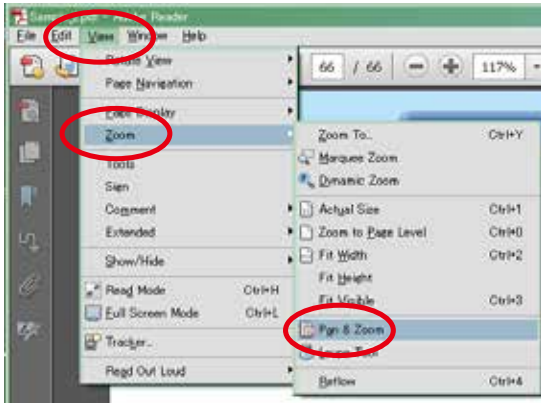 Adobe Reader
File Edit View Window Help
66 / 66 117%
Rotate View
Page Navigation
Page Display
Zoom
Tools
Sign
Comment
Extended
Show/Hide
Read Mode Ctrl+H
Full Screen Mode Ctrl+L
Tracker...
Read Out Loud
Zoom To... Ctrl+Y
Marquee Zoom
Dynamic Zoom
Actual Size Ctrl+1
Zoom to Page Level Ctrl+0
Fit Width Ctrl+2
Fit Height
Fit Visible Ctrl+3
Pan & Zoom
Loupe Tool
Reflow Ctrl+4